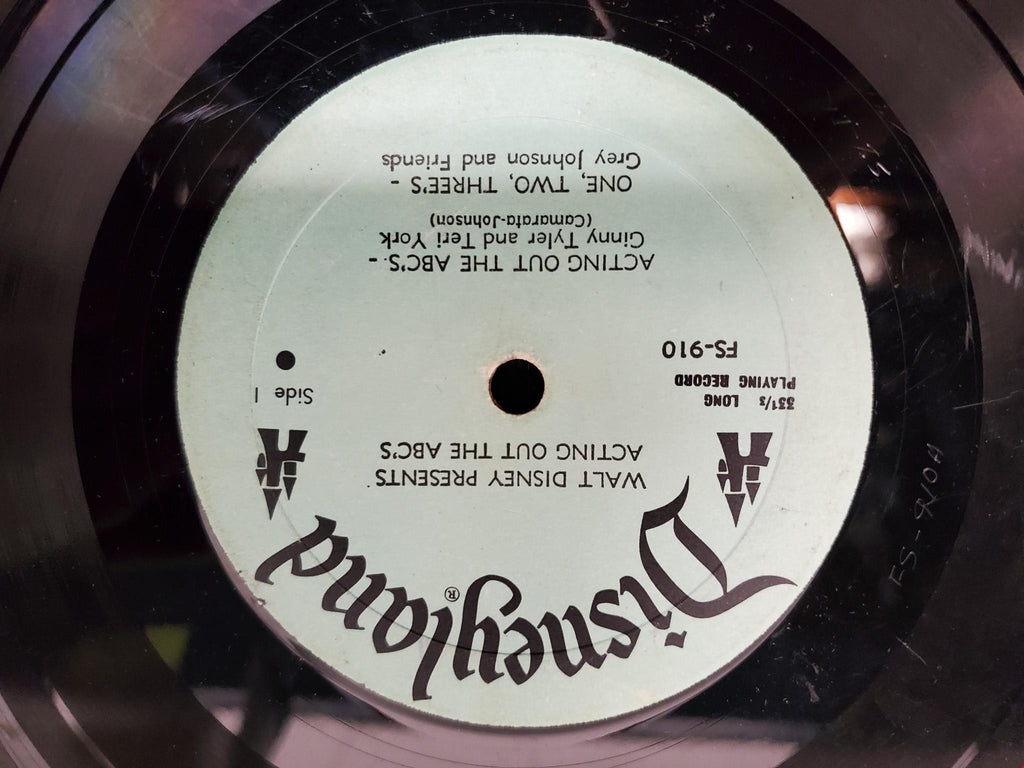 Disneyland®
WALT DISNEY PRESENTS
ACTING OUT THE ABC'S
33⅓ LONG
PLAYING RECORD
Side 1
FS-910
ACTING OUT THE ABC'S -
Ginny Tyler and Teri York
(Camarata-Johnson)
ONE, TWO, THREE'S -
Grey Johnson and Friends
FS-910A